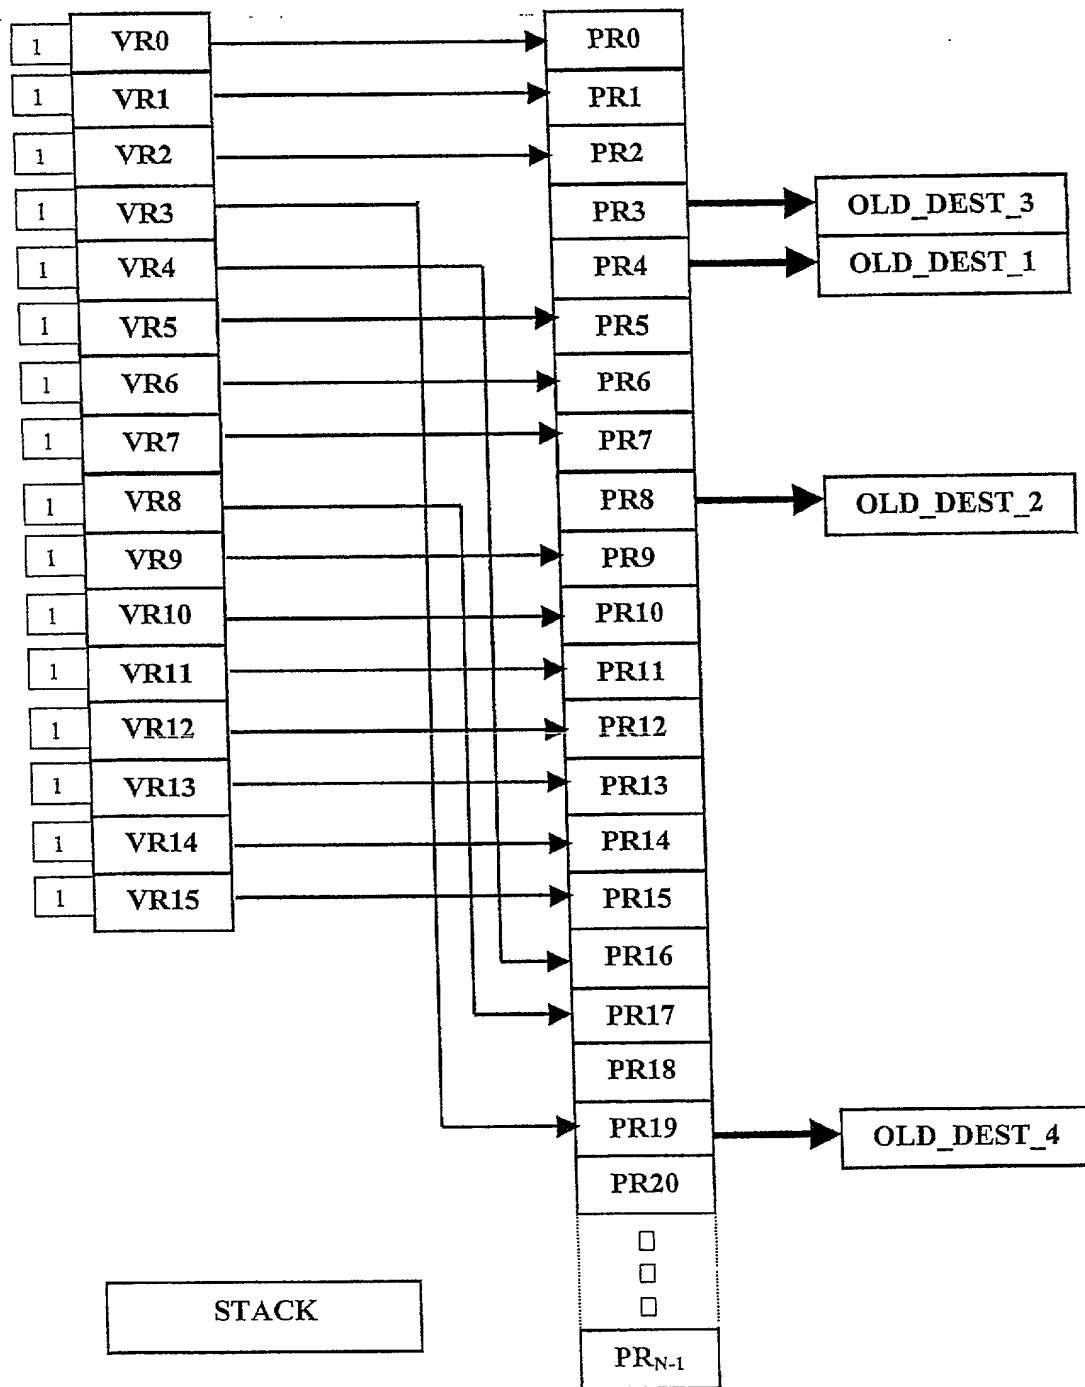 1 VR0 PR0
1 VR1 PR1
1 VR2 PR2
1 VR3 PR3 OLD_DEST_3
1 VR4 PR4 OLD_DEST_1
1 VR5 PR5
1 VR6 PR6
1 VR7 PR7
1 VR8 PR8 OLD_DEST_2
1 VR9 PR9
1 VR10 PR10
1 VR11 PR11
1 VR12 PR12
1 VR13 PR13
1 VR14 PR14
1 VR15 PR15
PR16
PR17
PR18
PR19 OLD_DEST_4
PR20
STACK
PRN-1